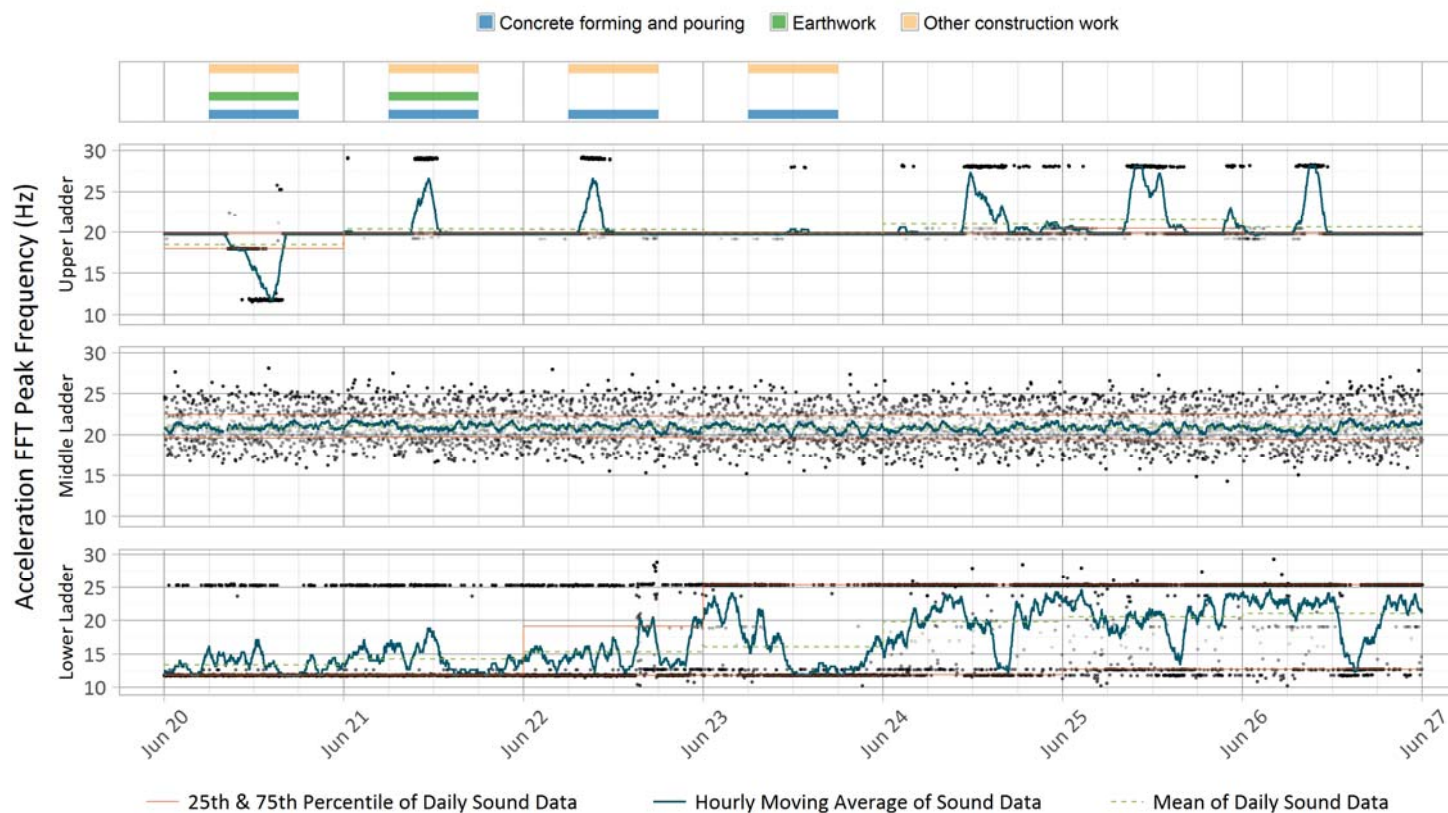 Concrete forming and pouring Earthwork Other construction work
Acceleration FFT Peak Frequency (Hz)
Upper Ladder
30
25
20
15
10
Middle Ladder
30
25
20
15
10
Lower Ladder
30
25
20
15
10
Jun 20 Jun 21 Jun 22 Jun 23 Jun 24 Jun 25 Jun 26 Jun 27
25th & 75th Percentile of Daily Sound Data Hourly Moving Average of Sound Data Mean of Daily Sound Data